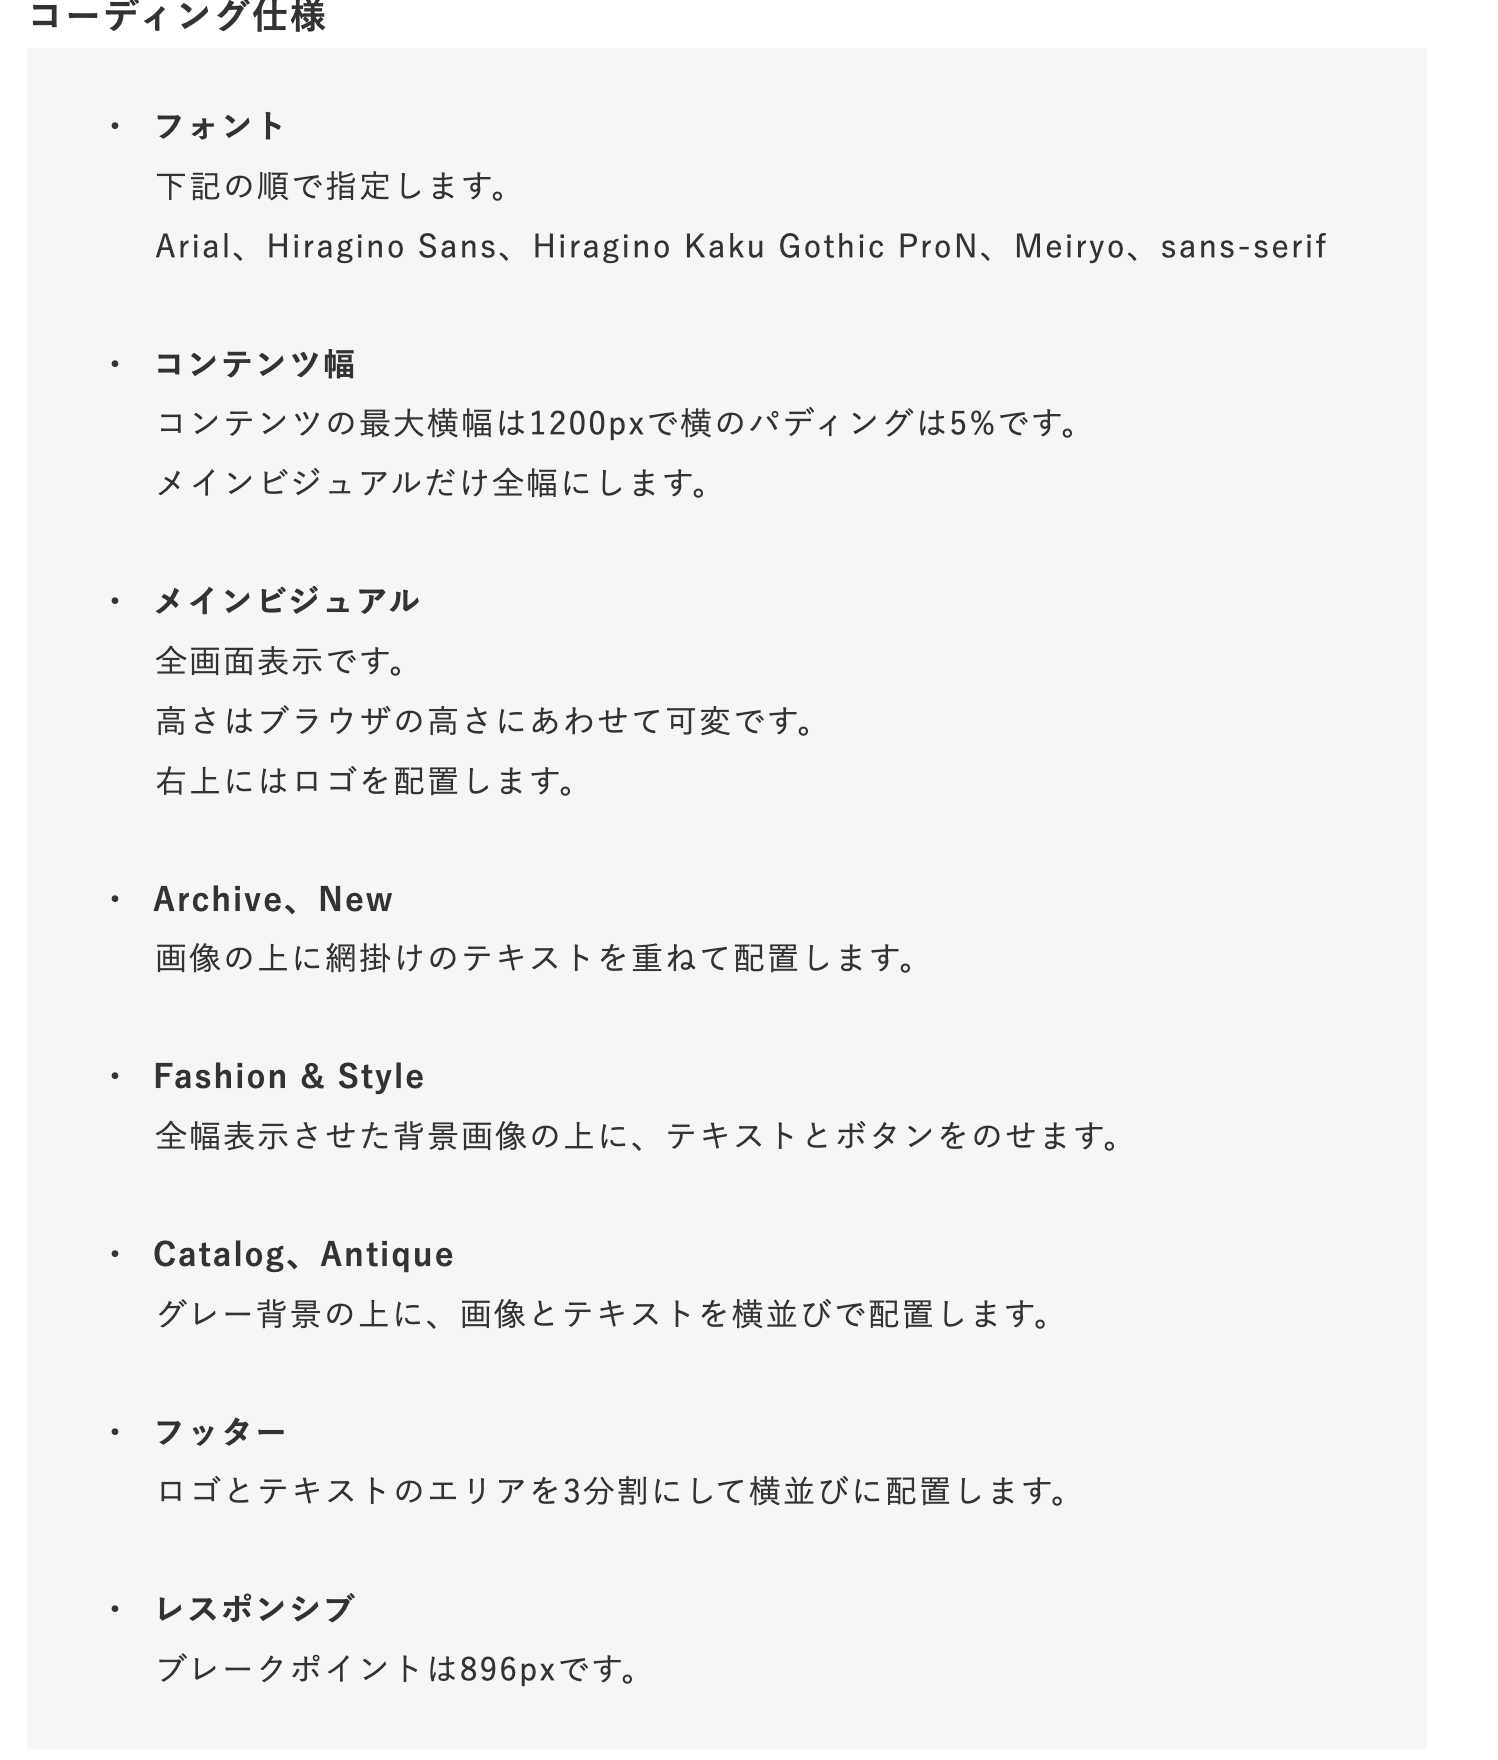 コーディング仕様
・ フォント
下記の順で指定します。
Arial、Hiragino Sans、Hiragino Kaku Gothic ProN、Meiryo、sans-serif
・ コンテンツ幅
コンテンツの最大横幅は1200pxで横のパディングは5%です。
メインビジュアルだけ全幅にします。
・ メインビジュアル
全画面表示です。
高さはブラウザの高さにあわせて可変です。
右上にはロゴを配置します。
・ Archive、New
画像の上に網掛けのテキストを重ねて配置します。
・ Fashion & Style
全幅表示させた背景画像の上に、テキストとボタンをのせます。
・ Catalog、Antique
グレー背景の上に、画像とテキストを横並びで配置します。
・ フッター
ロゴとテキストのエリアを3分割にして横並びに配置します。
・ レスポンシブ
ブレークポイントは896pxです。